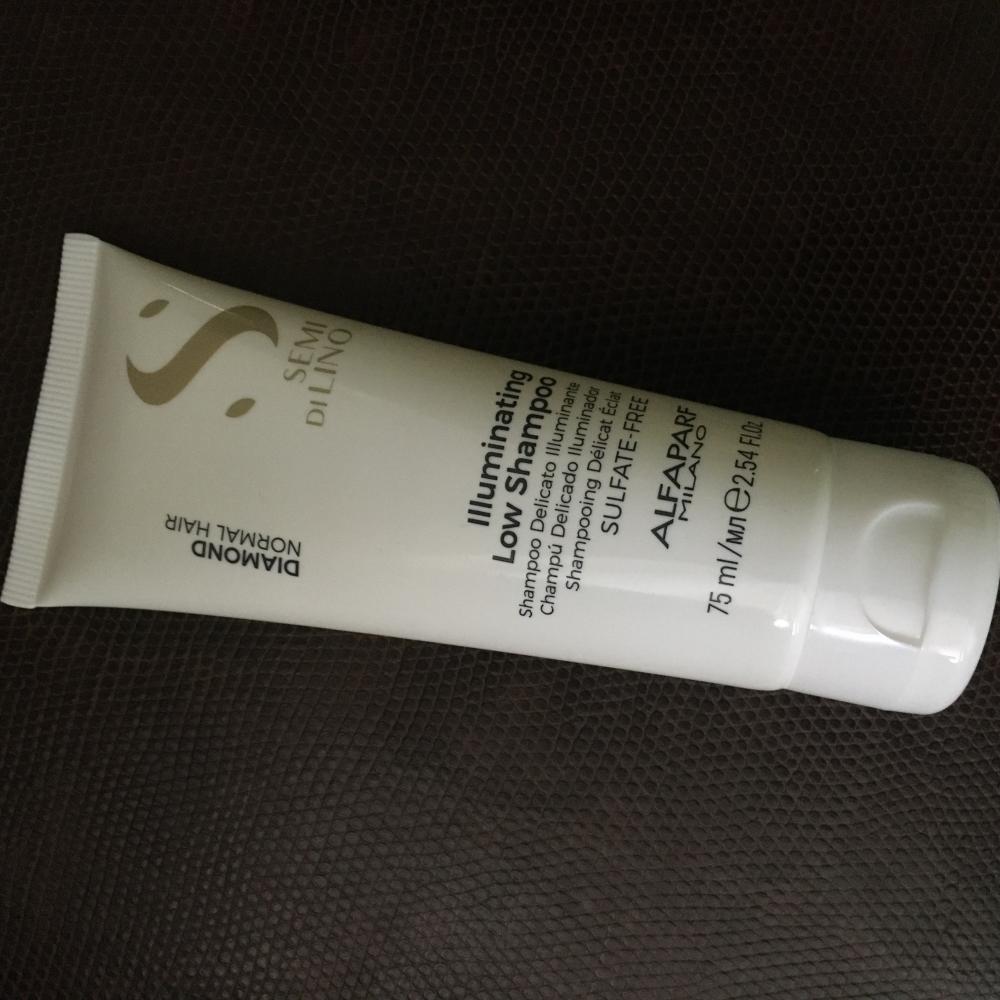 SEMI
DI LINO
DIAMOND
NORMAL HAIR
Illuminating
Low Shampoo
Shampoo Delicato Illuminante
Champú Delicado Iluminador
Shampooing Délicat Éclat
SULFATE-FREE
ALFAPARF
MILANO
75 ml/мл ℮ 2.54 Fl.Oz